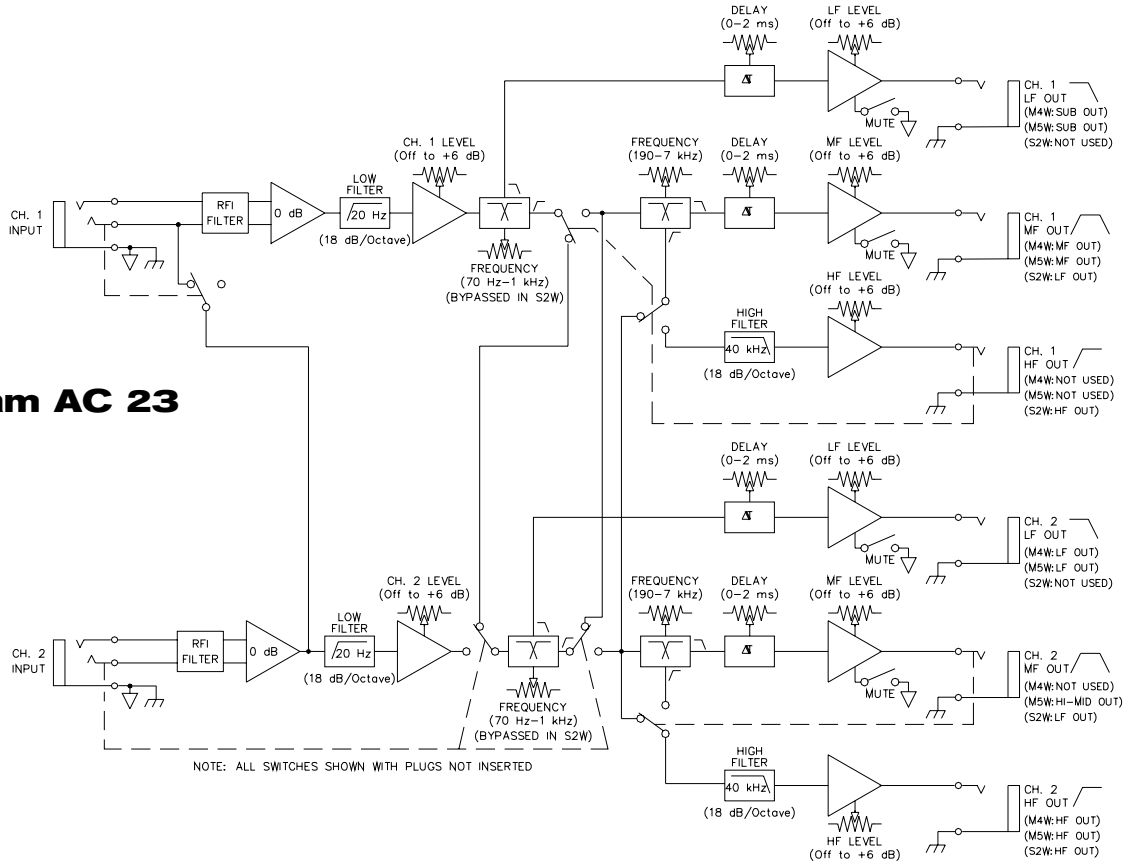 DELAY
(0-2 ms)
LF LEVEL
(Off to +6 dB)
MUTE
CH. 1
LF OUT
(M4W:SUB OUT)
(M5W:SUB OUT)
(S2W:NOT USED)
CH. 1
INPUT
RFI
FILTER
0 dB
LOW
FILTER
20 Hz
(18 dB/Octave)
CH. 1 LEVEL
(Off to +6 dB)
FREQUENCY
(70 Hz-1 kHz)
(BYPASSED IN S2W)
FREQUENCY
(190-7 kHz)
DELAY
(0-2 ms)
MF LEVEL
(Off to +6 dB)
MUTE
CH. 1
MF OUT
(M4W:MF OUT)
(M5W:MF OUT)
(S2W:LF OUT)
HIGH
FILTER
40 kHz
(18 dB/Octave)
HF LEVEL
(Off to +6 dB)
CH. 1
HF OUT
(M4W:NOT USED)
(M5W:NOT USED)
(S2W:HF OUT)
AC 23
DELAY
(0-2 ms)
LF LEVEL
(Off to +6 dB)
MUTE
CH. 2
LF OUT
(M4W:LF OUT)
(M5W:LF OUT)
(S2W:NOT USED)
CH. 2
INPUT
RFI
FILTER
0 dB
LOW
FILTER
20 Hz
(18 dB/Octave)
CH. 2 LEVEL
(Off to +6 dB)
FREQUENCY
(70 Hz-1 kHz)
(BYPASSED IN S2W)
FREQUENCY
(190-7 kHz)
DELAY
(0-2 ms)
MF LEVEL
(Off to +6 dB)
MUTE
CH. 2
MF OUT
(M4W:NOT USED)
(M5W:HI-MID OUT)
(S2W:LF OUT)
NOTE: ALL SWITCHES SHOWN WITH PLUGS NOT INSERTED
HIGH
FILTER
40 kHz
(18 dB/Octave)
HF LEVEL
(Off to +6 dB)
CH. 2
HF OUT
(M4W:HF OUT)
(M5W:HF OUT)
(S2W:HF OUT)